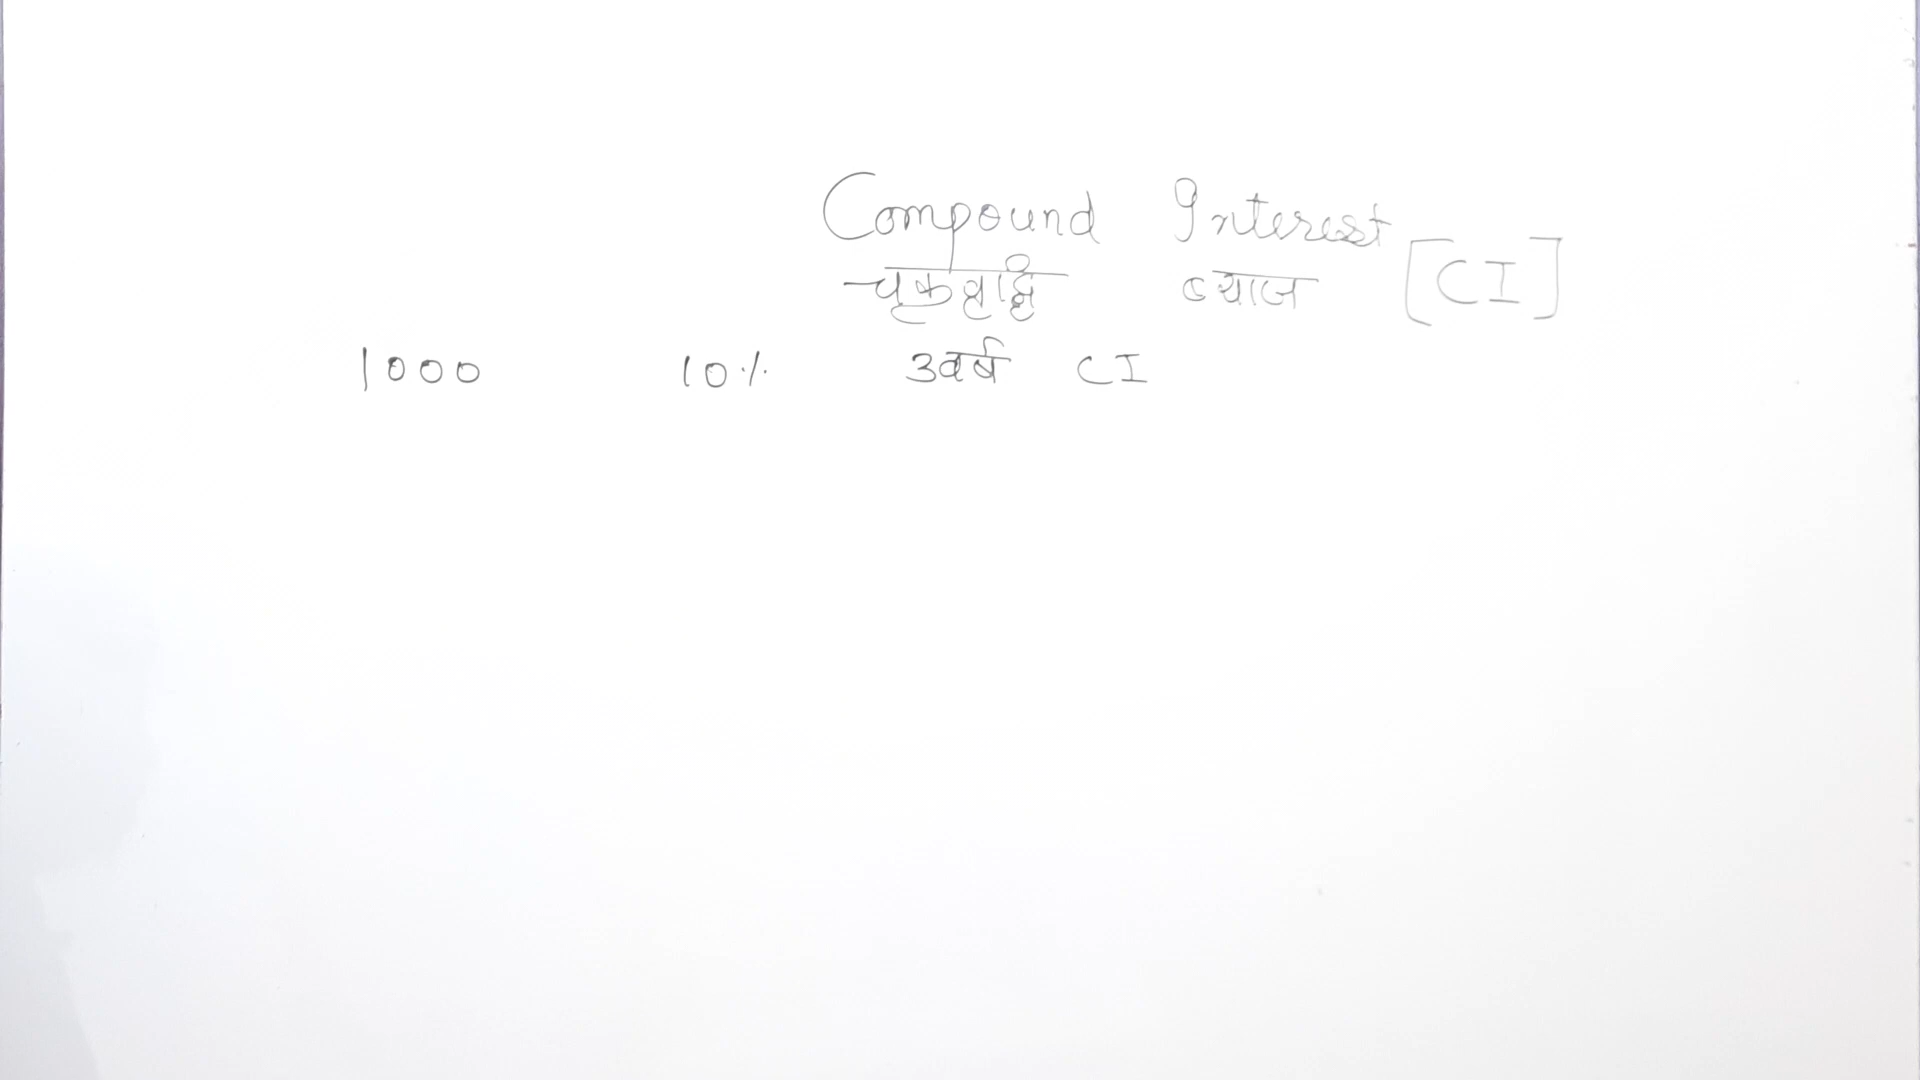 Compound Interest
चक्रवृद्धि ब्याज [CI]
1000 10% 3वर्ष CI